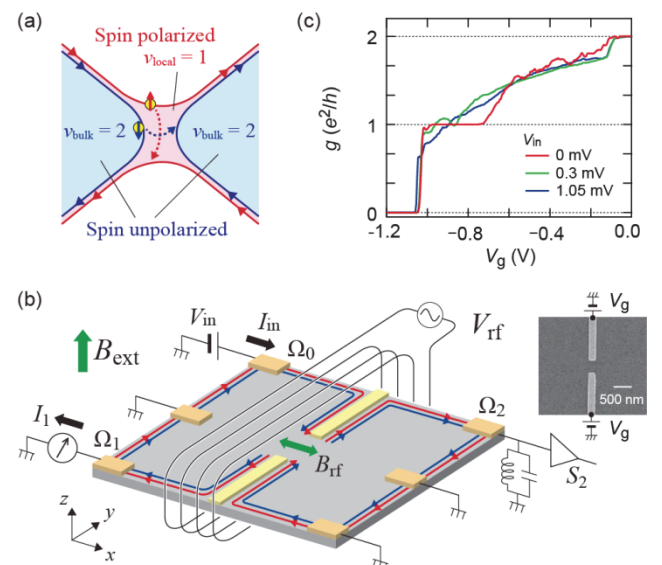 (a)
Spin polarized
νlocal = 1
νbulk = 2
νbulk = 2
Spin unpolarized
(c)
g (e²/h)
2
1
0
Vin
0 mV
0.3 mV
1.05 mV
-1.2
-0.8
-0.4
0.0
Vg (V)
(b)
Bext
Vin
Iin
Ω0
Vrf
I1
Ω1
Brf
Ω2
S2
z
y
x
Vg
500 nm
Vg